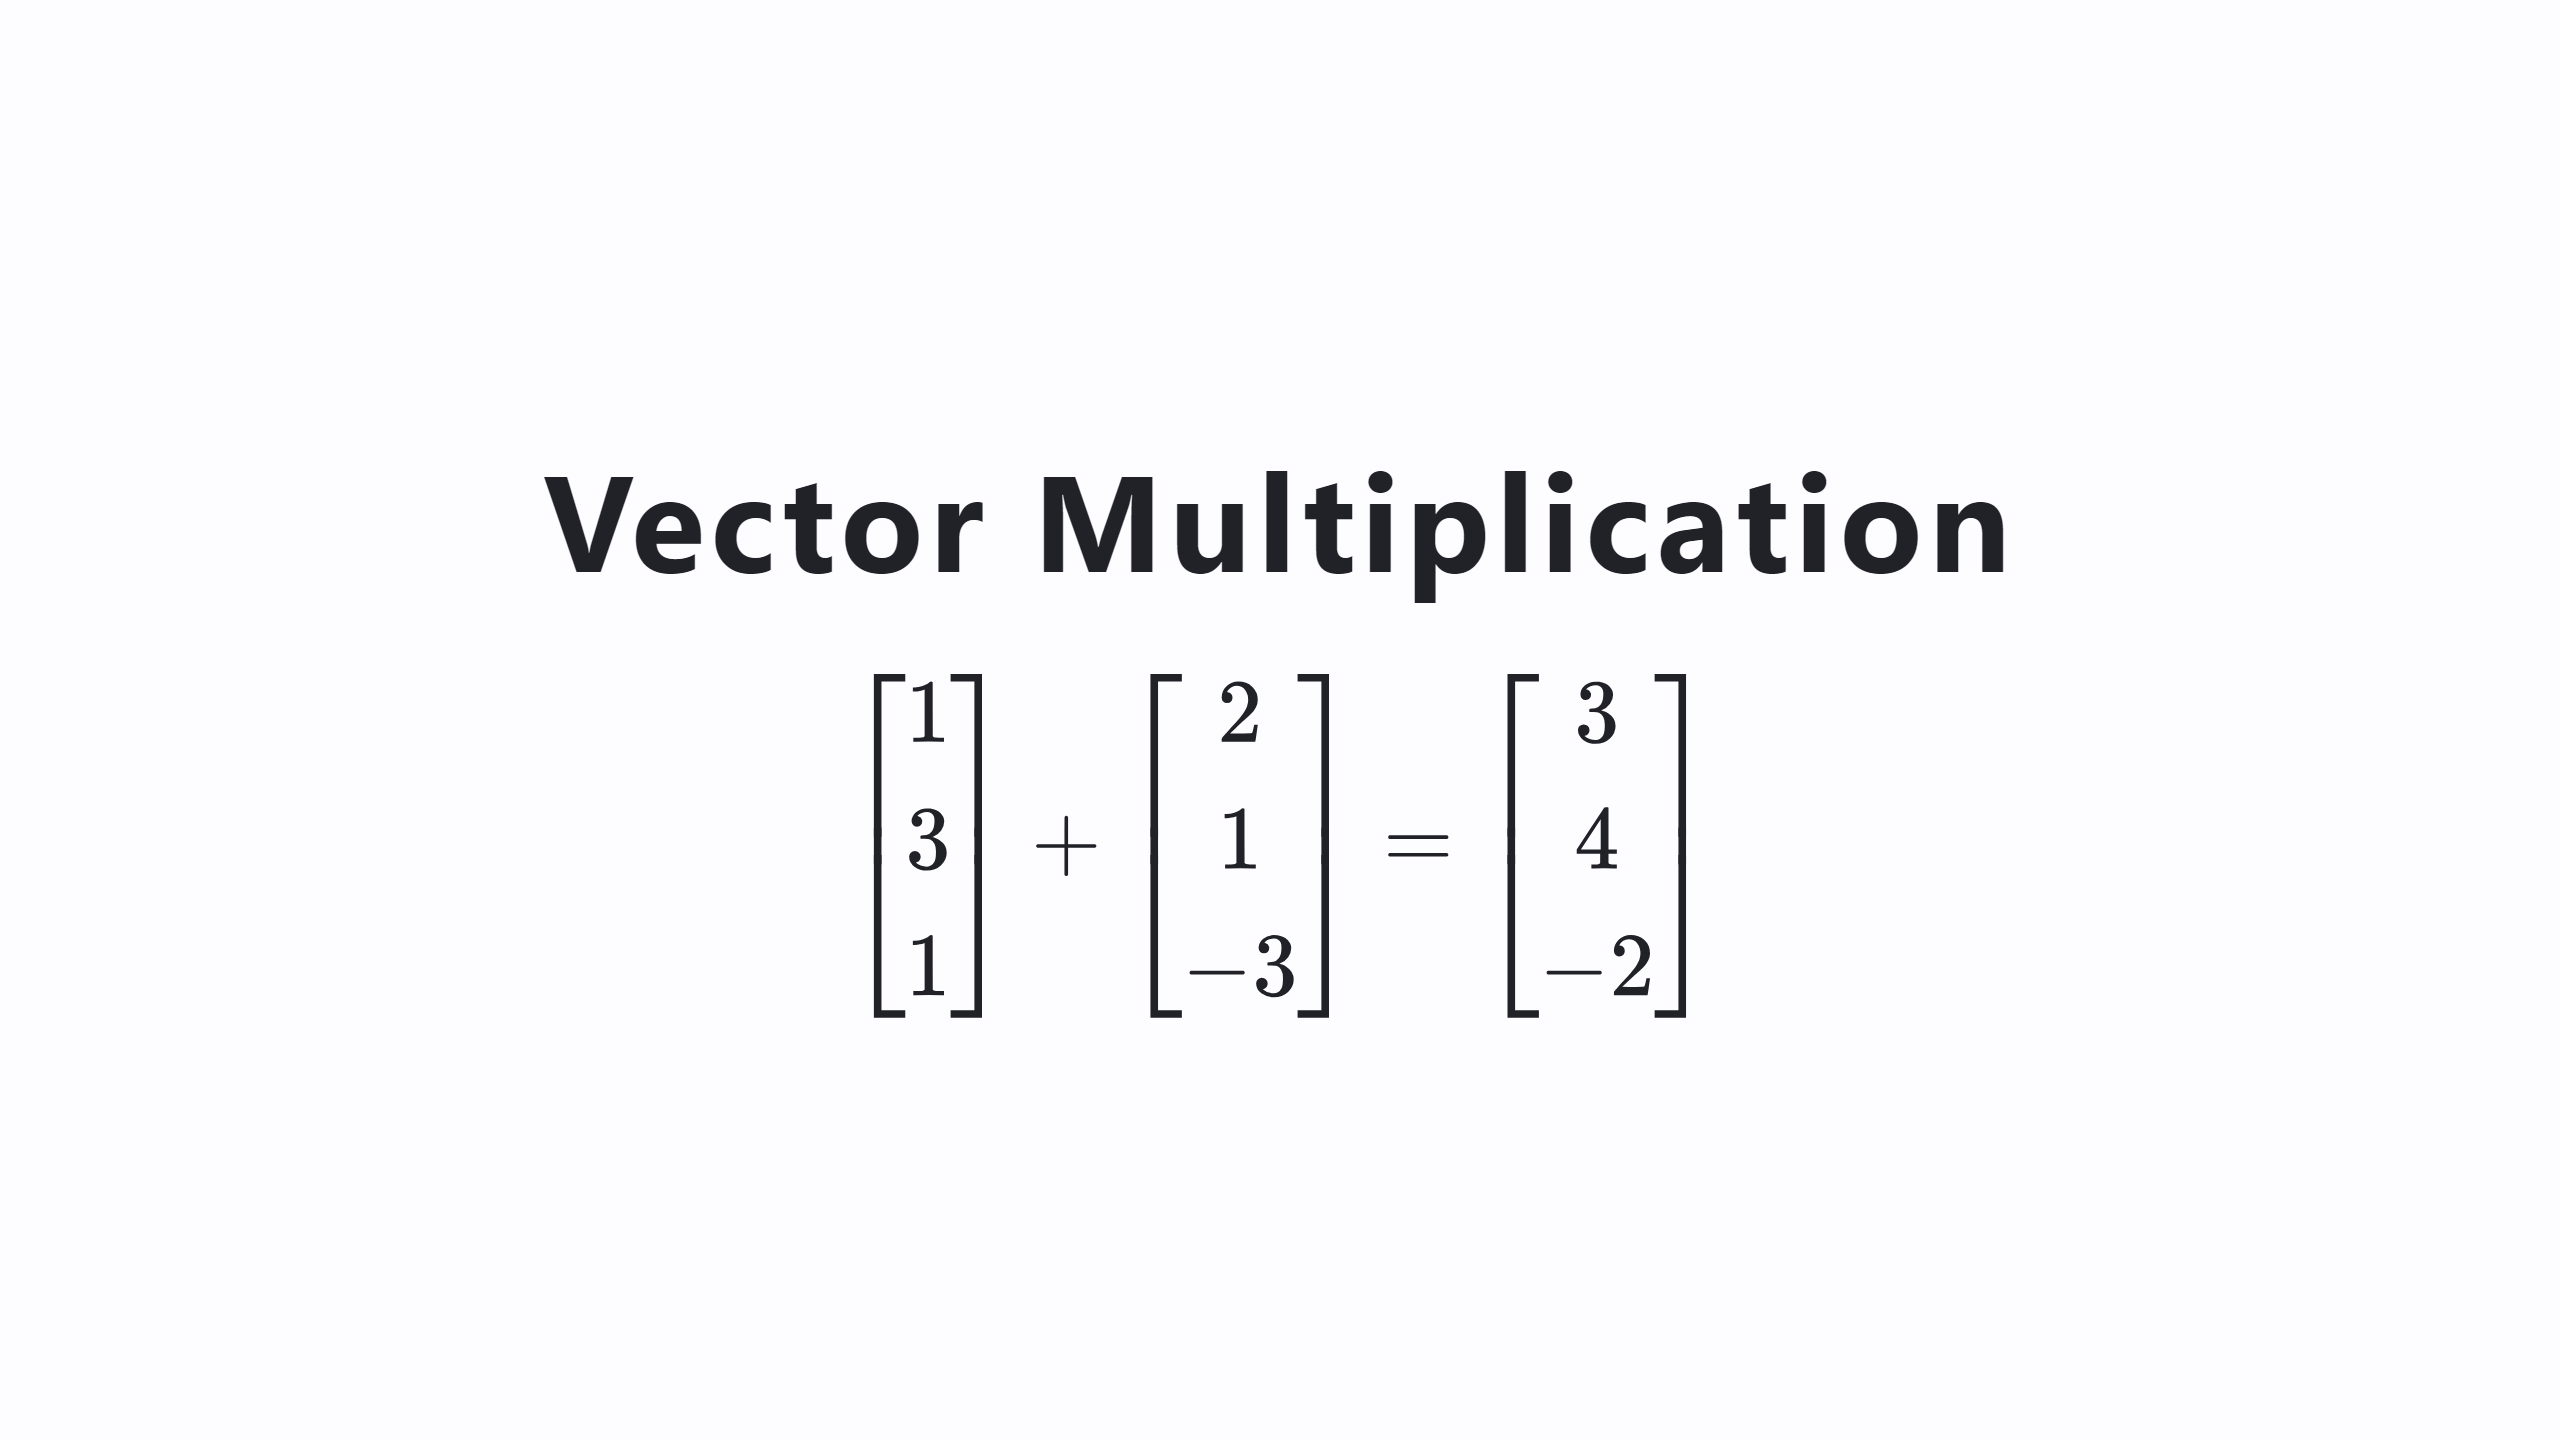 Vector Multiplication
[1 3 1] + [2 1 −3] = [3 4 −2]